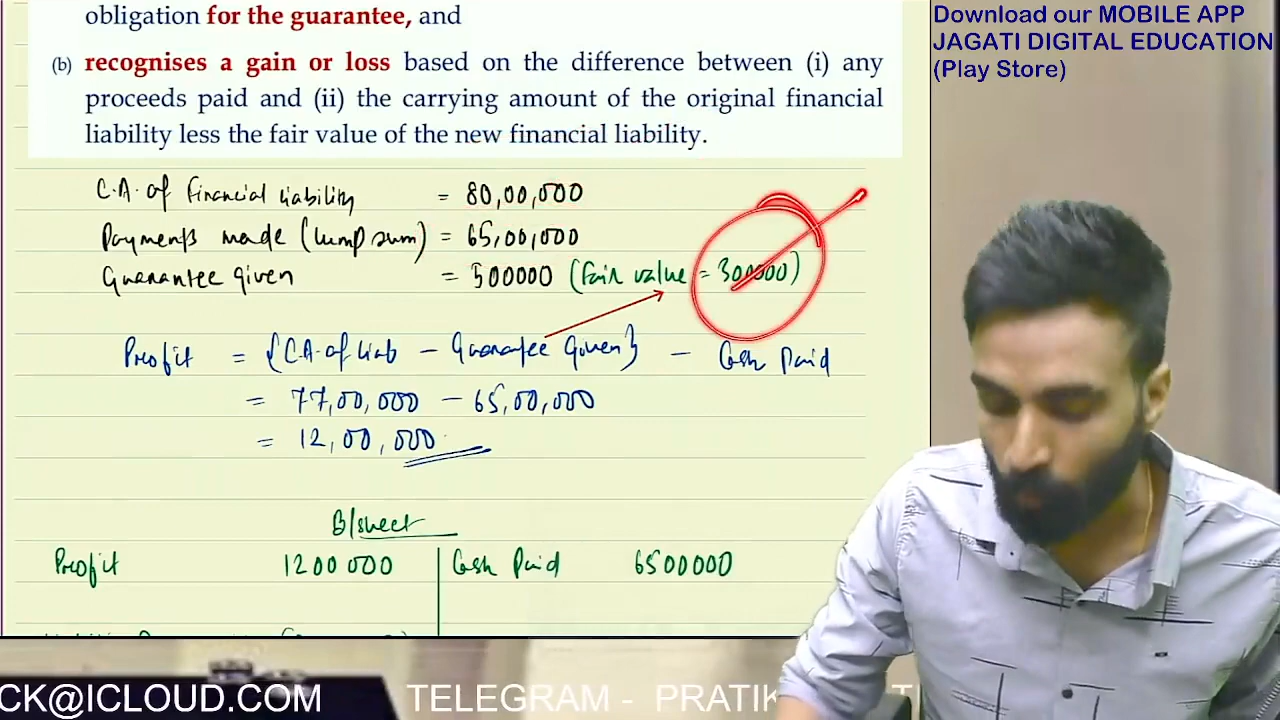 obligation for the guarantee, and
(b) recognises a gain or loss based on the difference between (i) any
proceeds paid and (ii) the carrying amount of the original financial
liability less the fair value of the new financial liability.
C.A. of financial liability = 80,00,000
Payments made (lump sum) = 65,00,000
Guarantee given = 500000 (Fair value = 300000)
Profit = {C.A. of Liab - Guarantee Given} - Cash Paid
= 77,00,000 - 65,00,000
= 12,00,000
B/sheet
Profit 1200000 Cash Paid 6500000
Download our MOBILE APP
JAGATI DIGITAL EDUCATION
(Play Store)
CK@ICLOUD.COM TELEGRAM - PRATIK